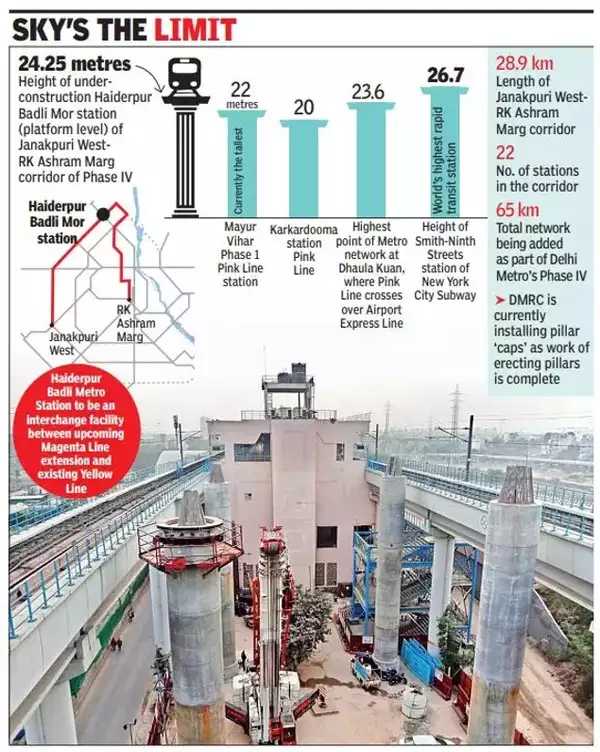 SKY'S THE LIMIT
24.25 metres
Height of under-
construction Haiderpur
Badli Mor station
(platform level) of
Janakpuri West-
RK Ashram Marg
corridor of Phase IV
22
metres
Currently the tallest
Mayur
Vihar
Phase 1
Pink Line
station
20
Karkardooma
station
Pink
Line
23.6
Highest
point of Metro
network at
Dhaula Kuan,
where Pink
Line crosses
over Airport
Express Line
26.7
World's highest rapid
transit station
Height of
Smith-Ninth
Streets
station of
New York
City Subway
28.9 km
Length of
Janakpuri West-
RK Ashram
Marg corridor
22
No. of stations
in the corridor
65 km
Total network
being added
as part of Delhi
Metro's Phase IV
➤ DMRC is
currently
installing pillar
'caps' as work of
erecting pillars
is complete
Haiderpur
Badli Mor
station
RK
Ashram
Marg
Janakpuri
West
Haiderpur
Badli Metro
Station to be an
interchange facility
between upcoming
Magenta Line
extension and
existing Yellow
Line